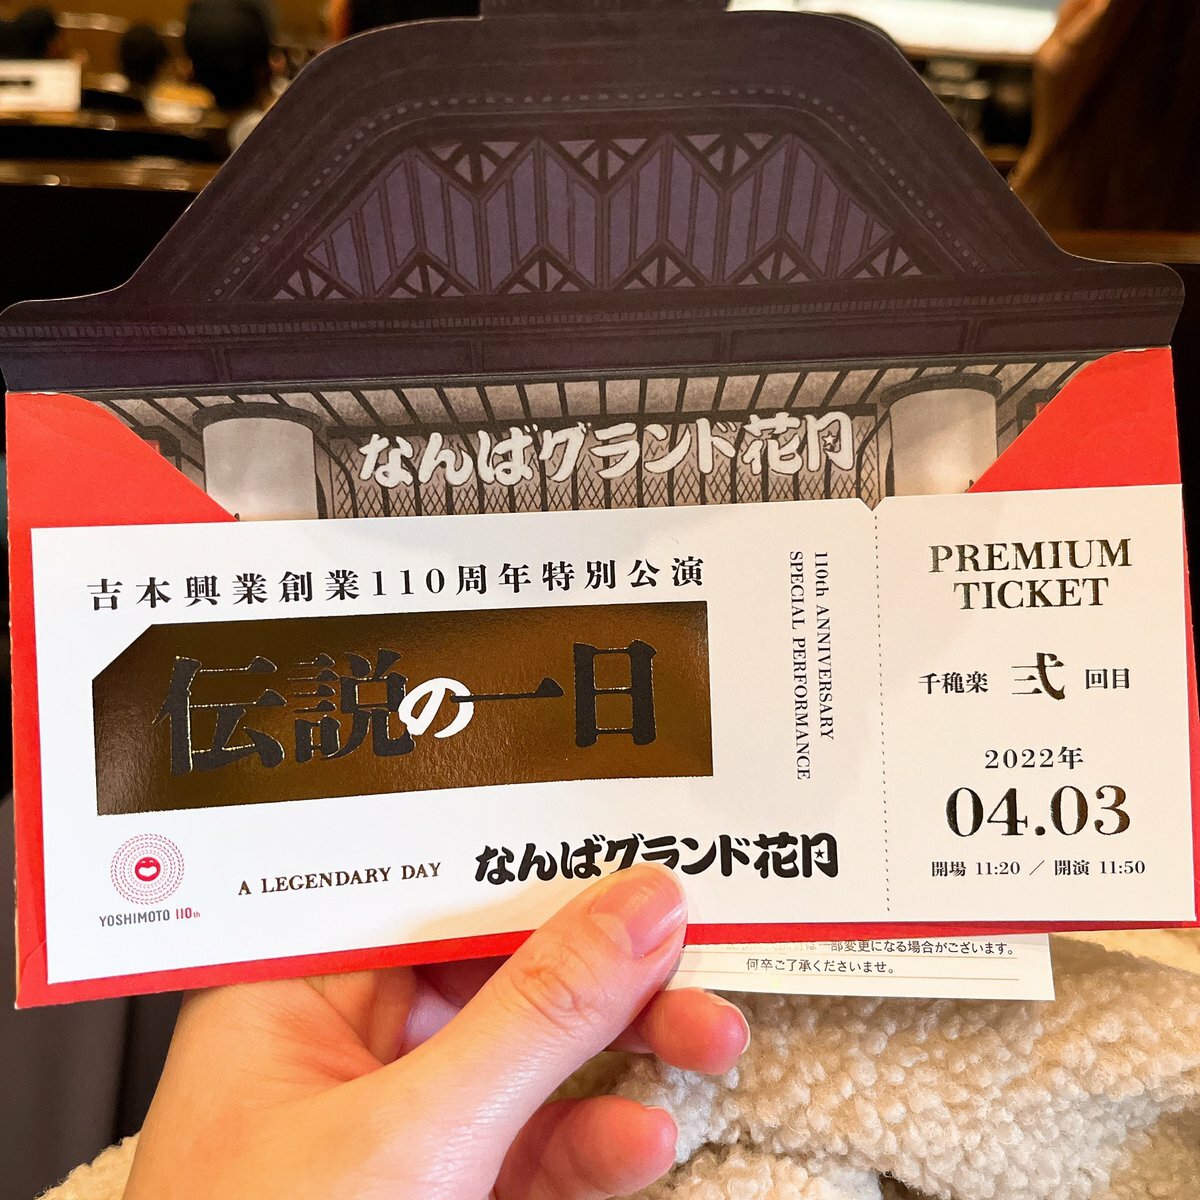 なんばグランド花月
吉本興業創業110周年特別公演
伝説の一日
110th ANNIVERSARY
SPECIAL PERFORMANCE
YOSHIMOTO 110th
A LEGENDARY DAY
なんばグランド花月
PREMIUM
TICKET
千穐楽 弍 回目
2022年
04.03
開場 11:20 / 開演 11:50
一部変更になる場合がございます。
何卒ご了承くださいませ。